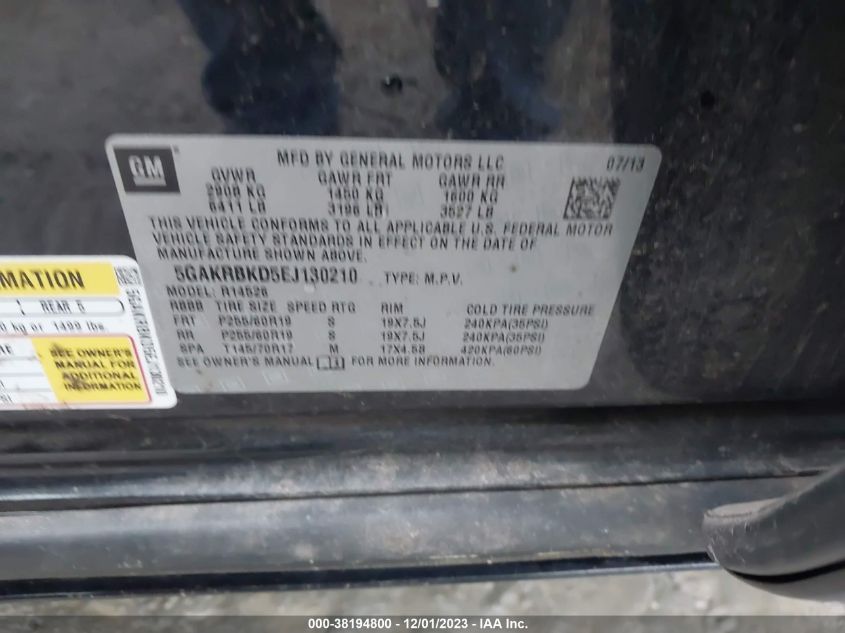 GM
MFD BY GENERAL MOTORS LLC
07/13
GVWR GAWR FRT GAWR RR
2908 KG 1450 KG 1600 KG
6411 LB 3196 LB 3527 LB
THIS VEHICLE CONFORMS TO ALL APPLICABLE U.S. FEDERAL MOTOR
VEHICLE SAFETY STANDARDS IN EFFECT ON THE DATE OF
MANUFACTURE SHOWN ABOVE.
5GAKRBKD5EJ130210 TYPE: M.P.V.
MODEL: R14526
RBBB TIRE SIZE SPEED RTG RIM COLD TIRE PRESSURE
FRT P255/60R19 S 19X7.5J 240KPA(35PSI)
RR P255/60R19 S 19X7.5J 240KPA(35PSI)
SPA T145/70R17 M 17X4.5B 420KPA(60PSI)
SEE OWNER'S MANUAL FOR MORE INFORMATION.
MATION
REAR 5
kg or 1499 lbs.
SEE OWNER'S
MANUAL FOR
ADDITIONAL
INFORMATION
5GAKRBKD5EJ130210
000-38194800 - 12/01/2023 - IAA Inc.